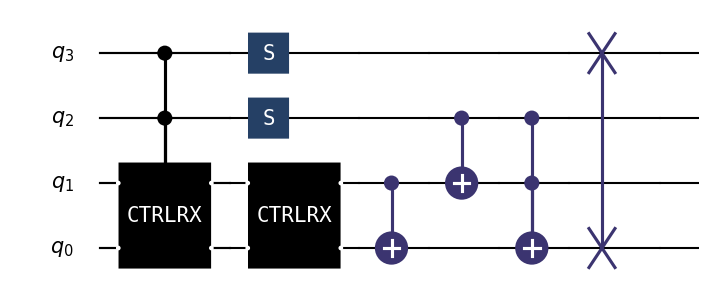 q₃ S
q₂ S
q₁
CTRLRX CTRLRX
q₀